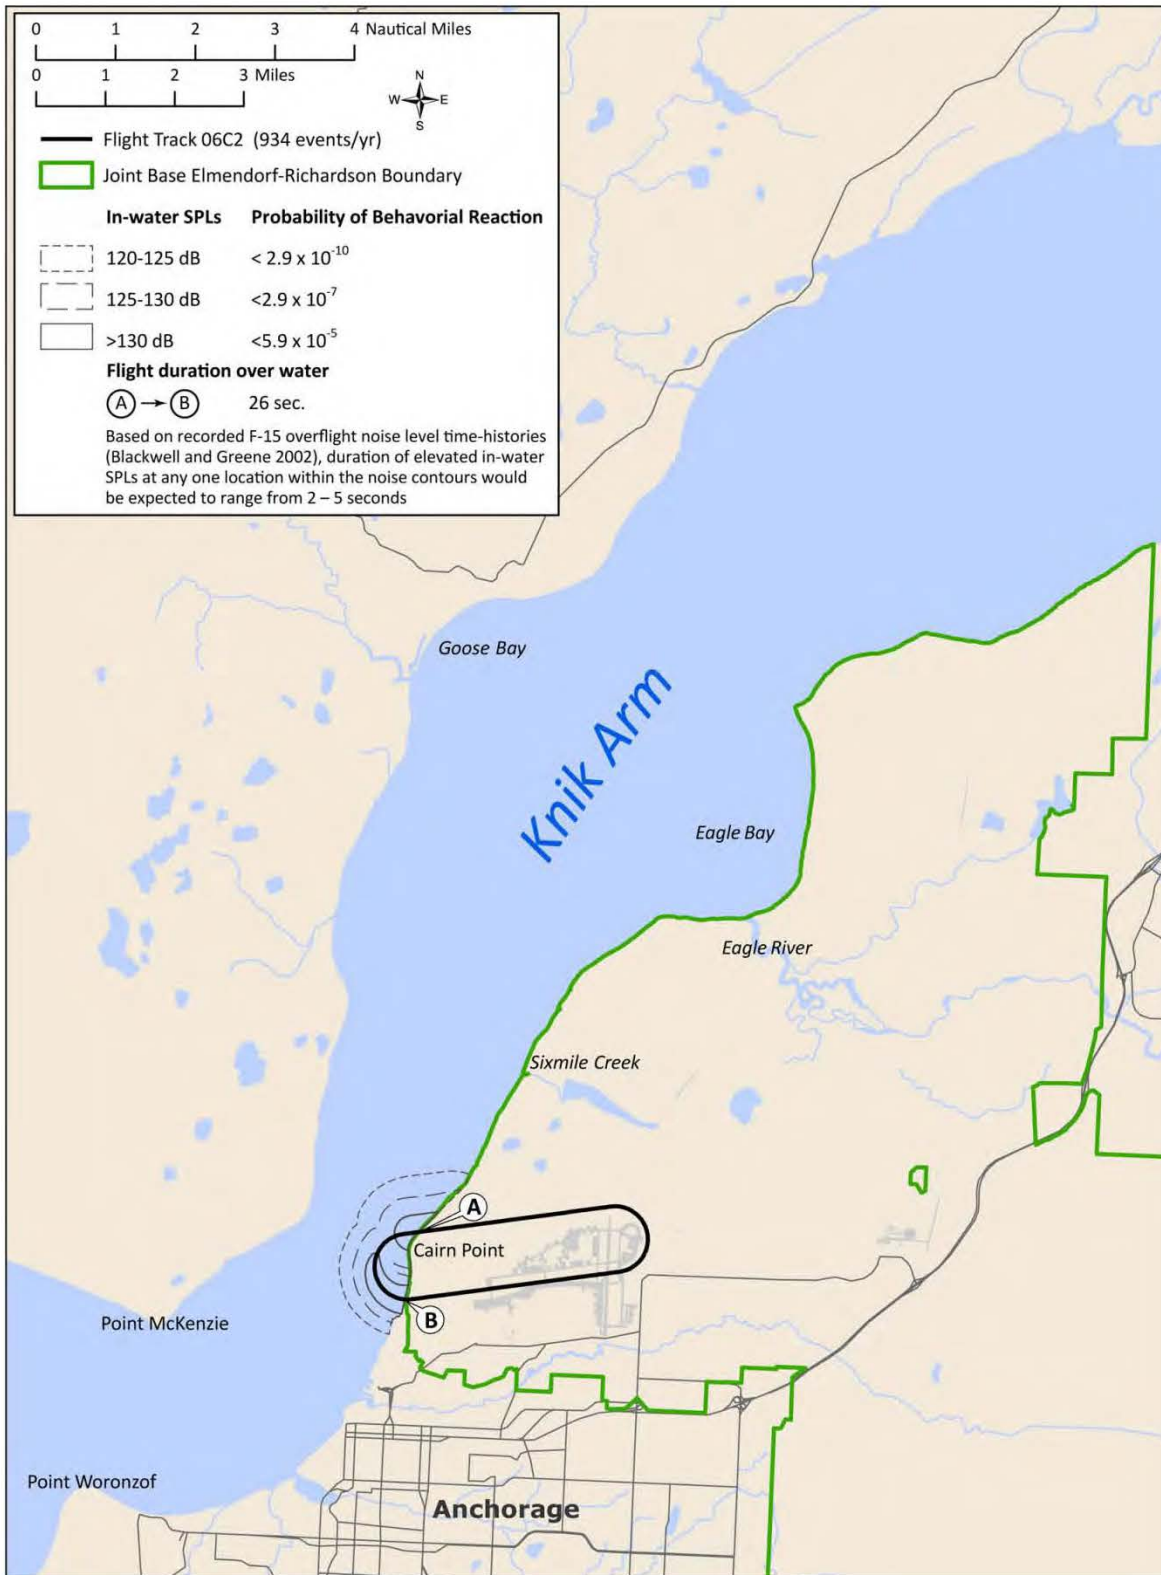 0 1 2 3 4 Nautical Miles
0 1 2 3 Miles
N
W E
S
Flight Track 06C2 (934 events/yr)
Joint Base Elmendorf-Richardson Boundary
In-water SPLs Probability of Behavorial Reaction
120-125 dB < 2.9 x 10^-10
125-130 dB <2.9 x 10^-7
>130 dB <5.9 x 10^-5
Flight duration over water
A → B 26 sec.
Based on recorded F-15 overflight noise level time-histories
(Blackwell and Greene 2002), duration of elevated in-water
SPLs at any one location within the noise contours would
be expected to range from 2 – 5 seconds
Goose Bay
Knik Arm
Eagle Bay
Eagle River
Sixmile Creek
A
Cairn Point
B
Point McKenzie
Point Woronzof
Anchorage